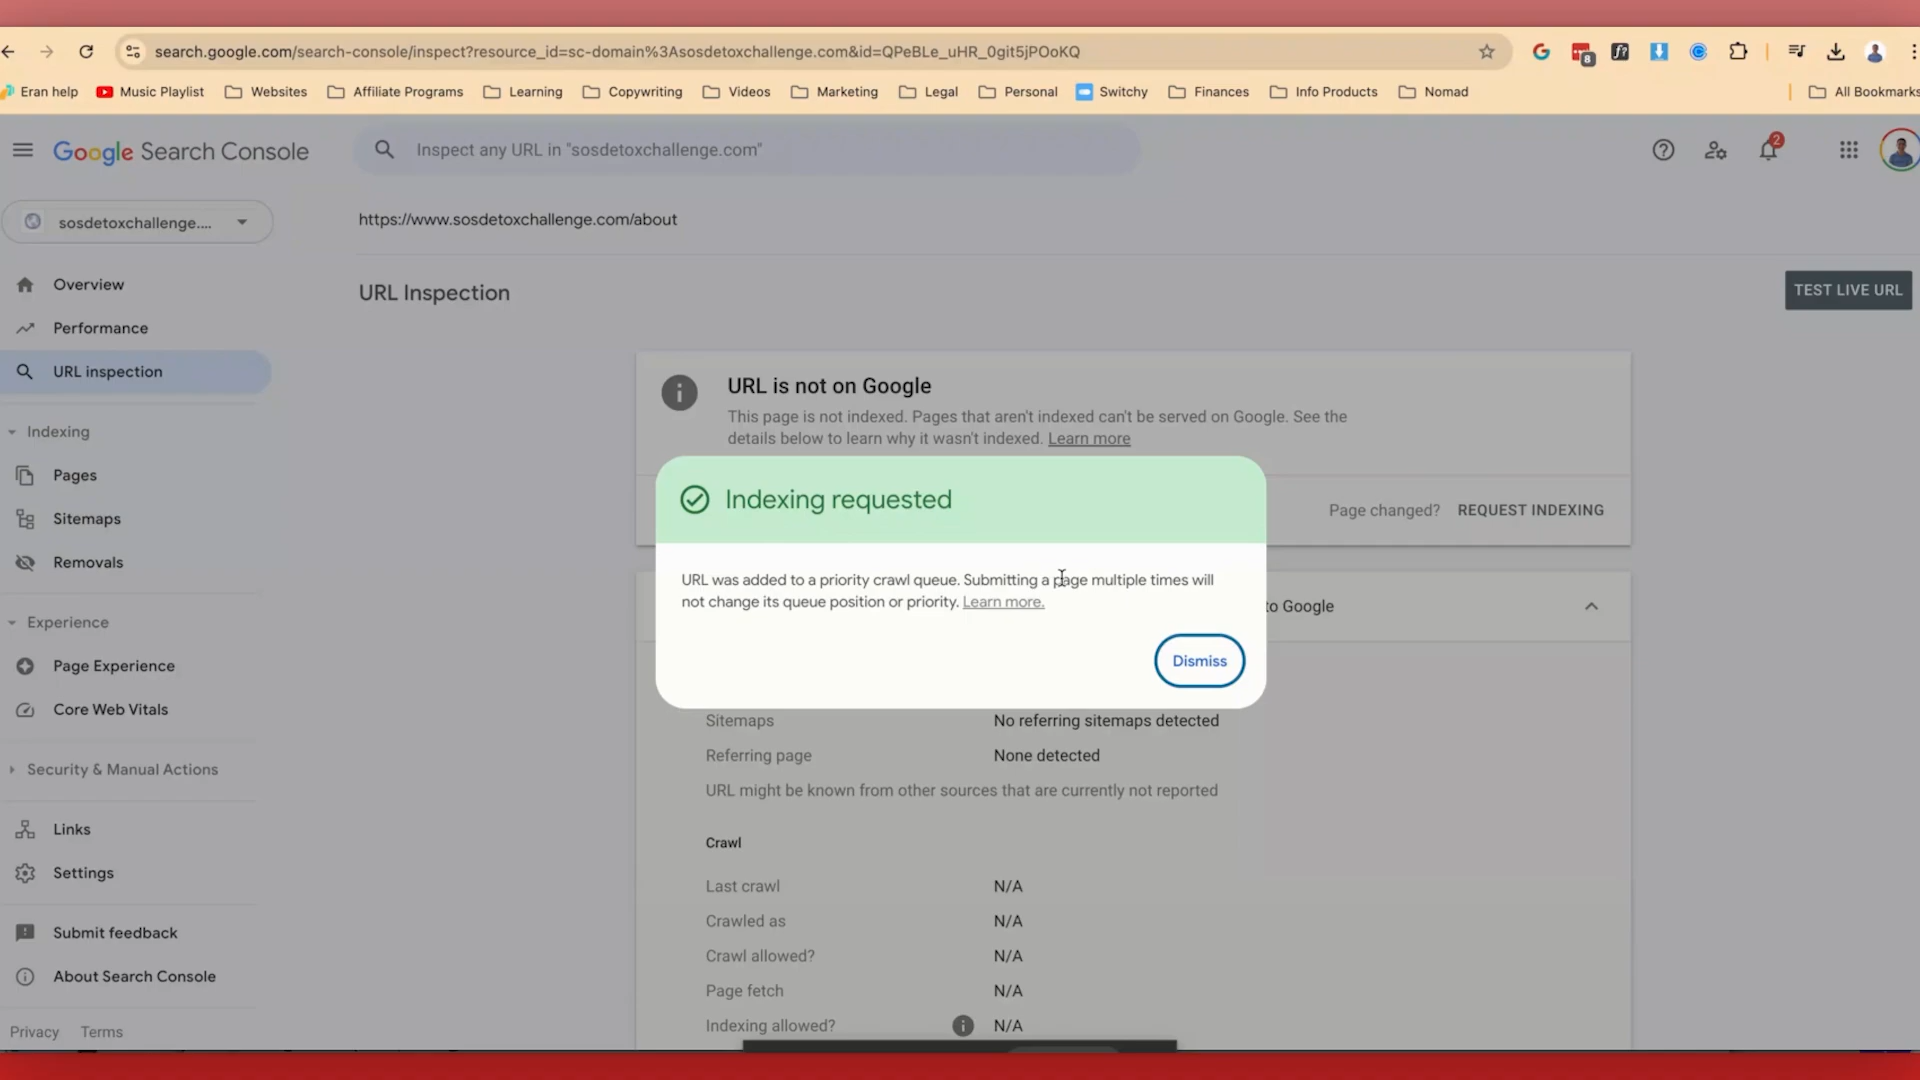 search.google.com/search-console/inspect?resource_id=sc-domain%3Asosdetoxchallenge.com&id=QPeBLe_uHR_0git5jPOoKQ
8
Eran help
Music Playlist
Websites
Affiliate Programs
Learning
Copywriting
Videos
Marketing
Legal
Personal
Switchy
Finances
Info Products
Nomad
All Bookmarks
Google Search Console
Inspect any URL in "sosdetoxchallenge.com"
2
sosdetoxchallenge....
https://www.sosdetoxchallenge.com/about
Overview
Performance
URL inspection
Indexing
Pages
Sitemaps
Removals
Experience
Page Experience
Core Web Vitals
Security & Manual Actions
Links
Settings
Submit feedback
About Search Console
Privacy Terms
URL Inspection
TEST LIVE URL
URL is not on Google
This page is not indexed. Pages that aren't indexed can't be served on Google. See the
details below to learn why it wasn't indexed. Learn more
Page changed? REQUEST INDEXING
Indexing requested
URL was added to a priority crawl queue. Submitting a page multiple times will
not change its queue position or priority. Learn more.
Dismiss
to Google
Sitemaps No referring sitemaps detected
Referring page None detected
URL might be known from other sources that are currently not reported
Crawl
Last crawl N/A
Crawled as N/A
Crawl allowed? N/A
Page fetch N/A
Indexing allowed? N/A